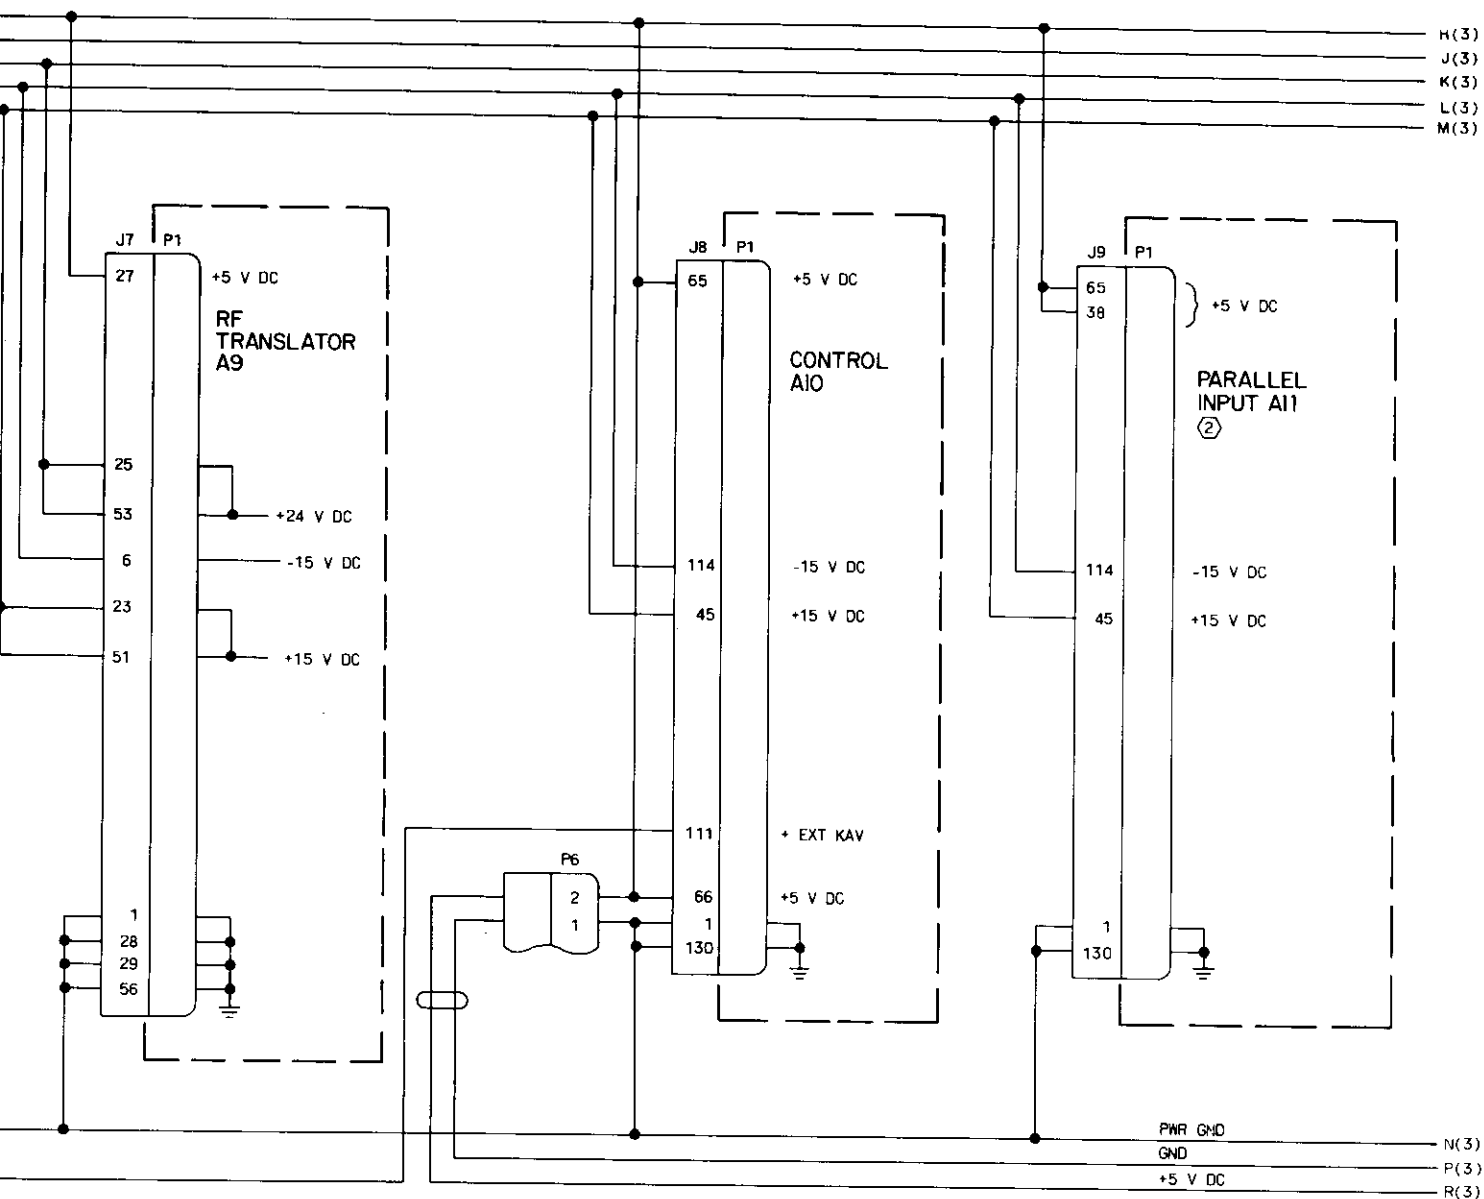 H(3)
J(3)
K(3)
L(3)
M(3)
J7 P1
27 +5 V DC
RF
TRANSLATOR
A9
25
53 +24 V DC
6 -15 V DC
23
51 +15 V DC
1
28
29
56
J8 P1
65 +5 V DC
CONTROL
A10
114 -15 V DC
45 +15 V DC
111 + EXT KAV
66 +5 V DC
1
130
P6
2
1
J9 P1
65
38
+5 V DC
PARALLEL
INPUT A11
2
114 -15 V DC
45 +15 V DC
1
130
PWR GND N(3)
GND P(3)
+5 V DC R(3)